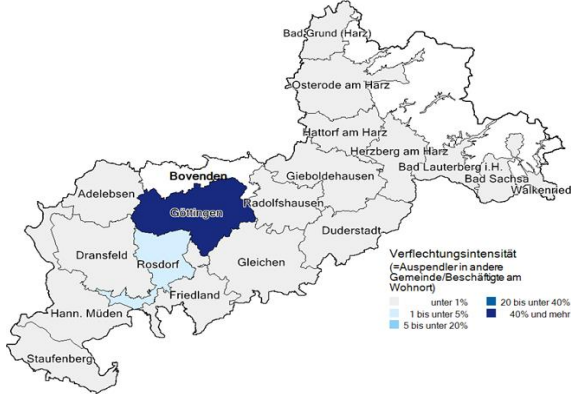 Bad Grund (Harz)
Osterode am Harz
Hattorf am Harz
Herzberg am Harz
Bad Lauterberg i.H.
Bad Sachsa
Walkenried
Gieboldehausen
Bovenden
Adelebsen
Göttingen
Radolfshausen
Duderstadt
Dransfeld
Rosdorf
Gleichen
Friedland
Hann. Müden
Staufenberg
Verflechtungsintensität
(=Auspendler in andere
Gemeinde/Beschäftigte am
Wohnort)
unter 1%
1 bis unter 5%
5 bis unter 20%
20 bis unter 40%
40% und mehr